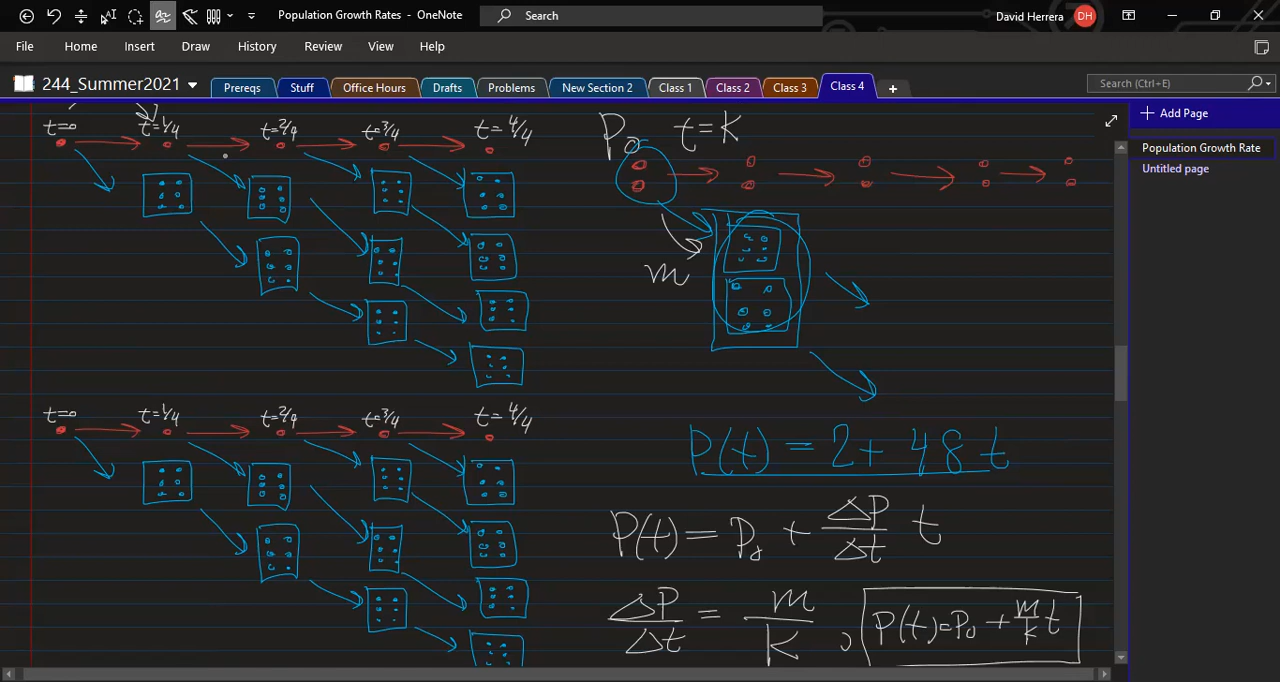 Population Growth Rates - OneNote
Search
David Herrera
DH
File
Home
Insert
Draw
History
Review
View
Help
244_Summer2021
Prereqs
Stuff
Office Hours
Drafts
Problems
New Section 2
Class 1
Class 2
Class 3
Class 4
Search (Ctrl+E)
Add Page
Population Growth Rate
Untitled page
t=0
t=1/4
t=2/4
t=3/4
t=4/4
P₀
t=K
m
t=0
t=1/4
t=2/4
t=3/4
t=4/4
P(t) = 2 + 48 t
P(t) = P₀ + ΔP/Δt t
ΔP/Δt = m/K , P(t)=P₀ + m/k t